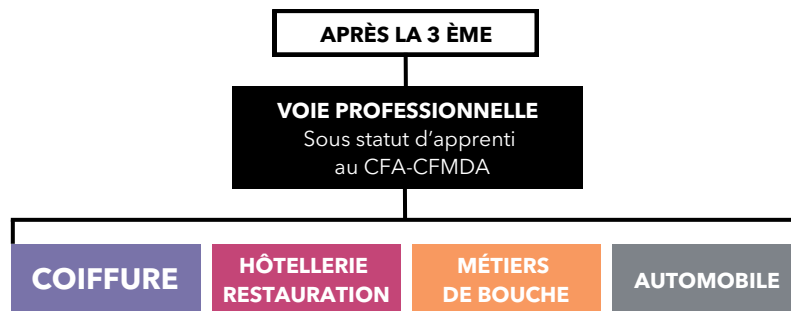 APRÈS LA 3 ÈME
VOIE PROFESSIONNELLE
Sous statut d'apprenti
au CFA-CFMDA
COIFFURE
HÔTELLERIE
RESTAURATION
MÉTIERS
DE BOUCHE
AUTOMOBILE